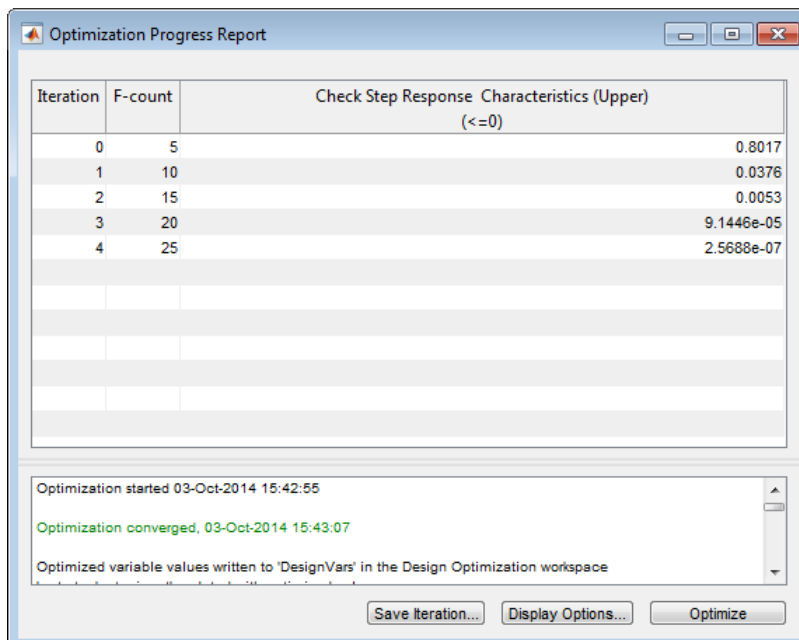 Optimization Progress Report
Iteration F-count Check Step Response Characteristics (Upper)
(<=0)
0 5 0.8017
1 10 0.0376
2 15 0.0053
3 20 9.1446e-05
4 25 2.5688e-07
Optimization started 03-Oct-2014 15:42:55
Optimization converged, 03-Oct-2014 15:43:07
Optimized variable values written to 'DesignVars' in the Design Optimization workspace
Save Iteration... Display Options... Optimize